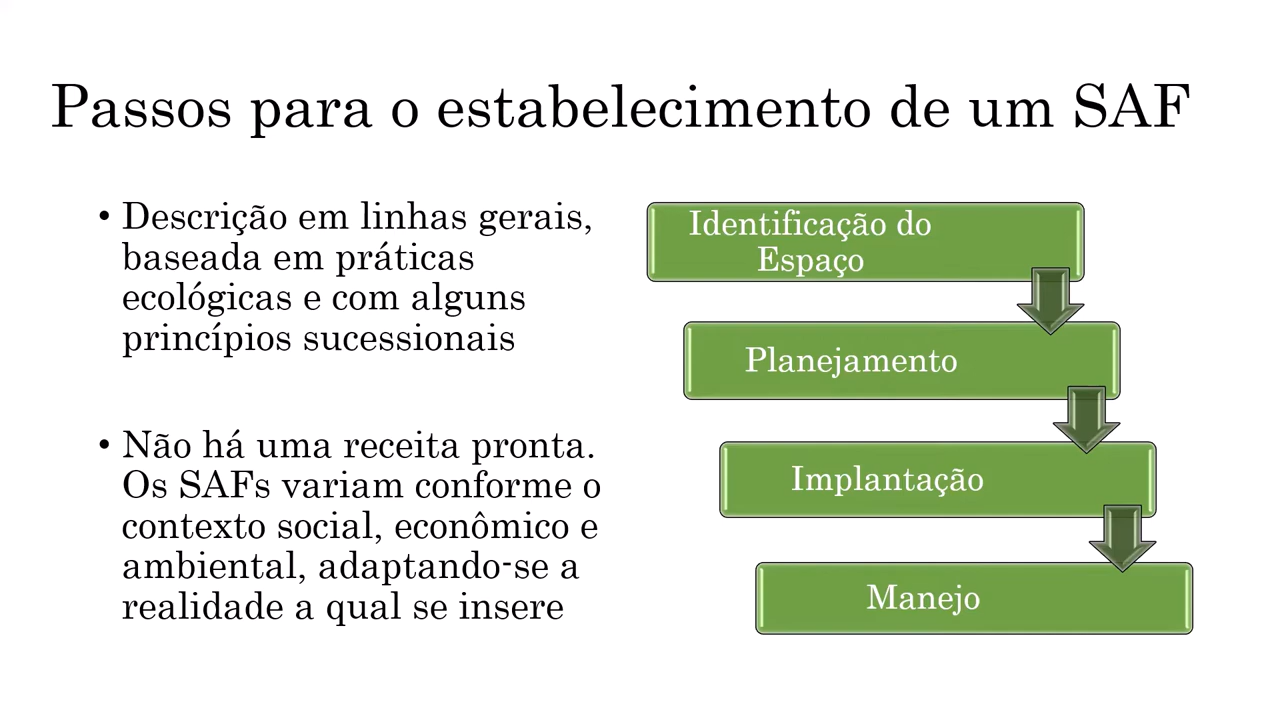 Passos para o estabelecimento de um SAF
• Descrição em linhas gerais,
baseada em práticas
ecológicas e com alguns
princípios sucessionais
• Não há uma receita pronta.
Os SAFs variam conforme o
contexto social, econômico e
ambiental, adaptando-se a
realidade a qual se insere
Identificação do
Espaço
Planejamento
Implantação
Manejo